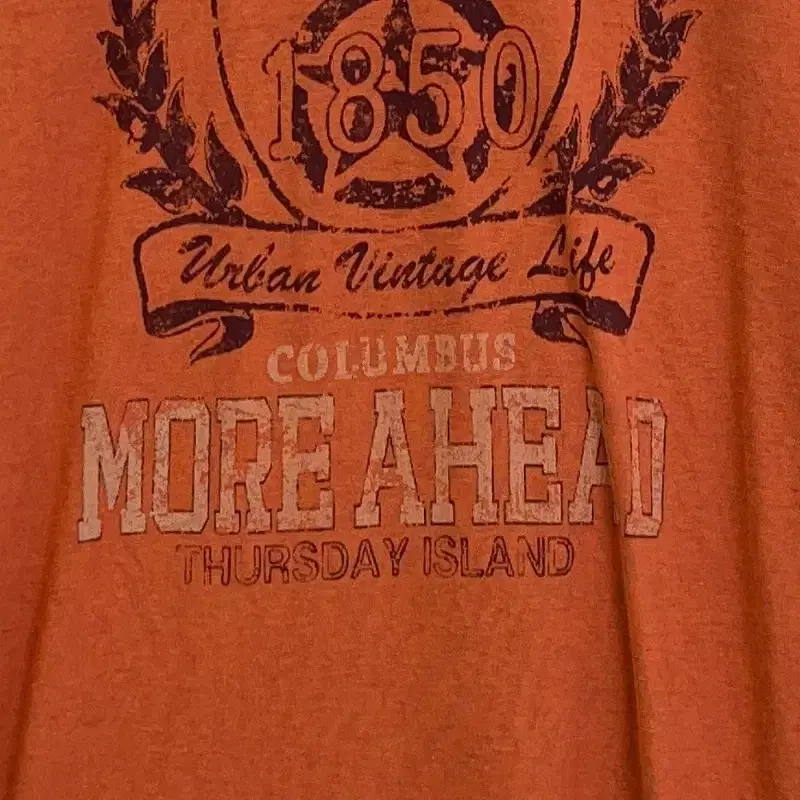 1850
Urban Vintage Life
COLUMBUS
MORE AHEAD
THURSDAY ISLAND